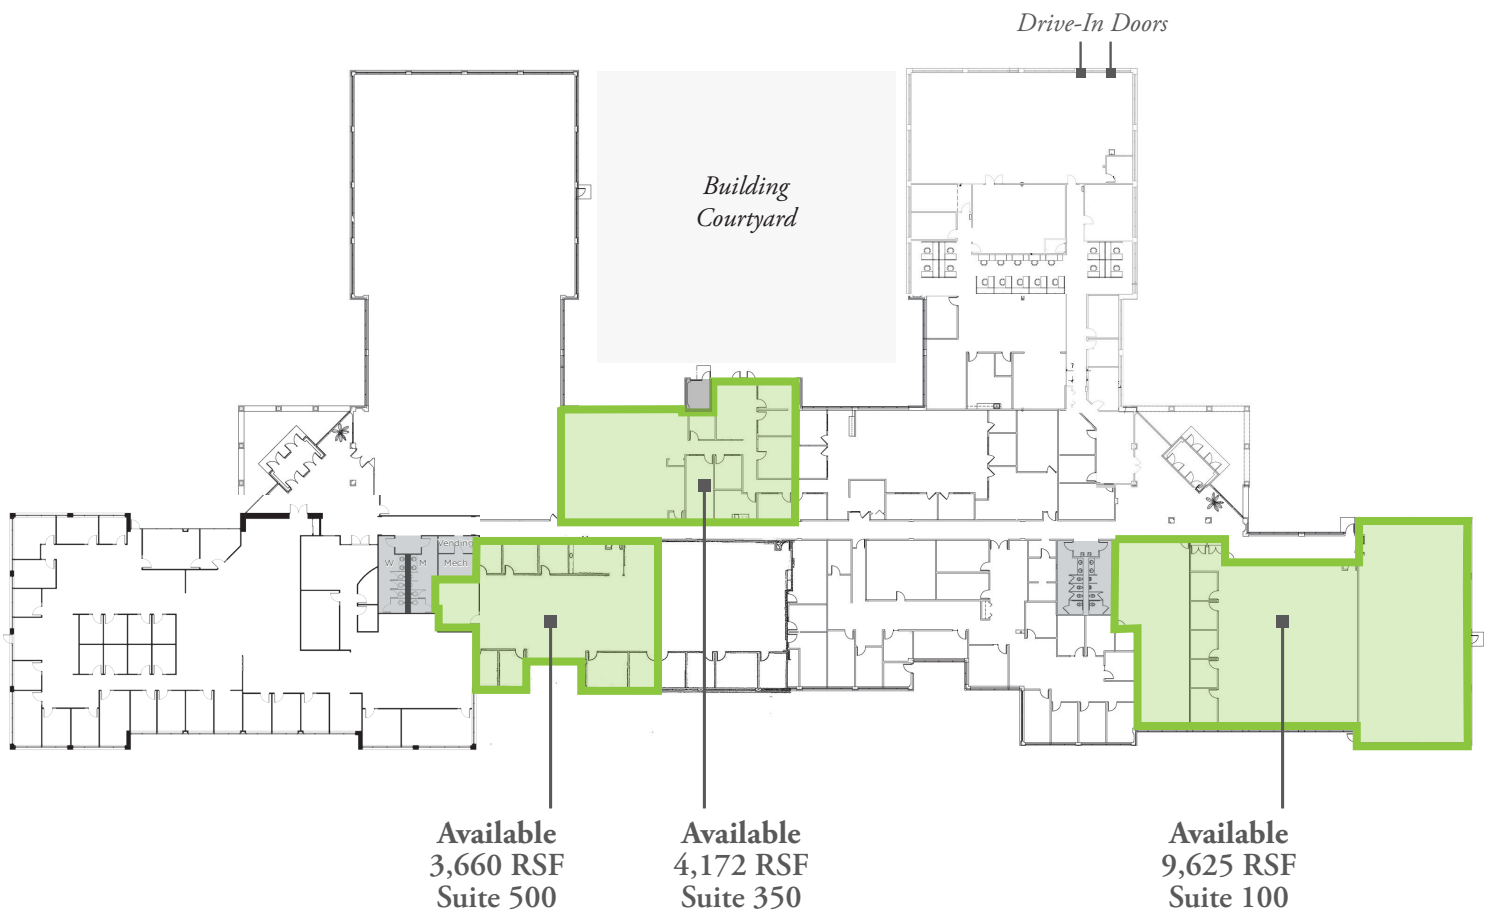 Drive-In Doors
Building
Courtyard
Vending
W
M
Mech
Available
3,660 RSF
Suite 500
Available
4,172 RSF
Suite 350
Available
9,625 RSF
Suite 100